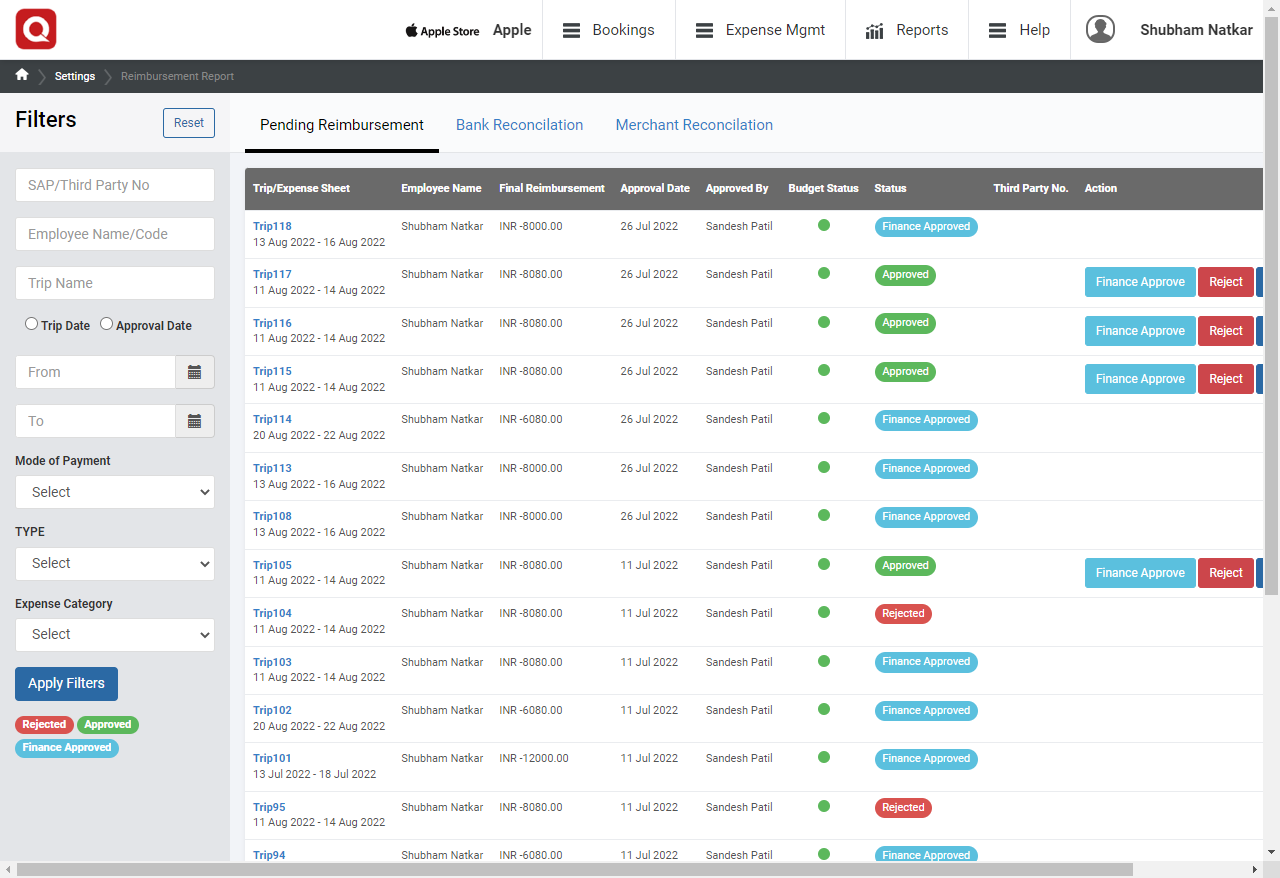 Apple Store Apple Bookings Expense Mgmt Reports Help Shubham Natkar
Settings Reimbursement Report
Filters Reset
SAP/Third Party No
Employee Name/Code
Trip Name
Trip Date Approval Date
From
To
Mode of Payment
Select
TYPE
Select
Expense Category
Select
Apply Filters
Rejected Approved
Finance Approved
Pending Reimbursement Bank Reconcilation Merchant Reconcilation
Trip/Expense Sheet Employee Name Final Reimbursement Approval Date Approved By Budget Status Status Third Party No. Action
Trip118 Shubham Natkar INR -8000.00 26 Jul 2022 Sandesh Patil Finance Approved
13 Aug 2022 - 16 Aug 2022
Trip117 Shubham Natkar INR -8080.00 26 Jul 2022 Sandesh Patil Approved Finance Approve Reject
11 Aug 2022 - 14 Aug 2022
Trip116 Shubham Natkar INR -8080.00 26 Jul 2022 Sandesh Patil Approved Finance Approve Reject
11 Aug 2022 - 14 Aug 2022
Trip115 Shubham Natkar INR -8080.00 26 Jul 2022 Sandesh Patil Approved Finance Approve Reject
11 Aug 2022 - 14 Aug 2022
Trip114 Shubham Natkar INR -6080.00 26 Jul 2022 Sandesh Patil Finance Approved
20 Aug 2022 - 22 Aug 2022
Trip113 Shubham Natkar INR -8000.00 26 Jul 2022 Sandesh Patil Finance Approved
13 Aug 2022 - 16 Aug 2022
Trip108 Shubham Natkar INR -8000.00 26 Jul 2022 Sandesh Patil Finance Approved
13 Aug 2022 - 16 Aug 2022
Trip105 Shubham Natkar INR -8080.00 11 Jul 2022 Sandesh Patil Approved Finance Approve Reject
11 Aug 2022 - 14 Aug 2022
Trip104 Shubham Natkar INR -8080.00 11 Jul 2022 Sandesh Patil Rejected
11 Aug 2022 - 14 Aug 2022
Trip103 Shubham Natkar INR -8080.00 11 Jul 2022 Sandesh Patil Finance Approved
11 Aug 2022 - 14 Aug 2022
Trip102 Shubham Natkar INR -6080.00 11 Jul 2022 Sandesh Patil Finance Approved
20 Aug 2022 - 22 Aug 2022
Trip101 Shubham Natkar INR -12000.00 11 Jul 2022 Sandesh Patil Finance Approved
13 Jul 2022 - 18 Jul 2022
Trip95 Shubham Natkar INR -8080.00 11 Jul 2022 Sandesh Patil Rejected
11 Aug 2022 - 14 Aug 2022
Trip94 Shubham Natkar INR -6080.00 11 Jul 2022 Sandesh Patil Finance Approved